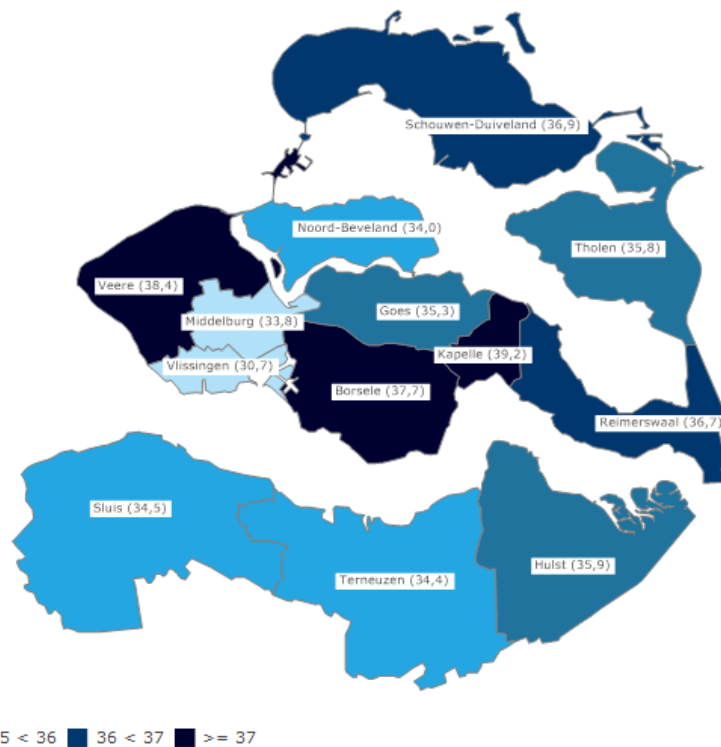 Schouwen-Duiveland (36,9)
Noord-Beveland (34,0)
Tholen (35,8)
Veere (38,4)
Goes (35,3)
Middelburg (33,8)
Kapelle (39,2)
Vlissingen (30,7)
Borsele (37,7)
Reimerswaal (36,7)
Sluis (34,5)
Hulst (35,9)
Terneuzen (34,4)
5 < 36 36 < 37 >= 37